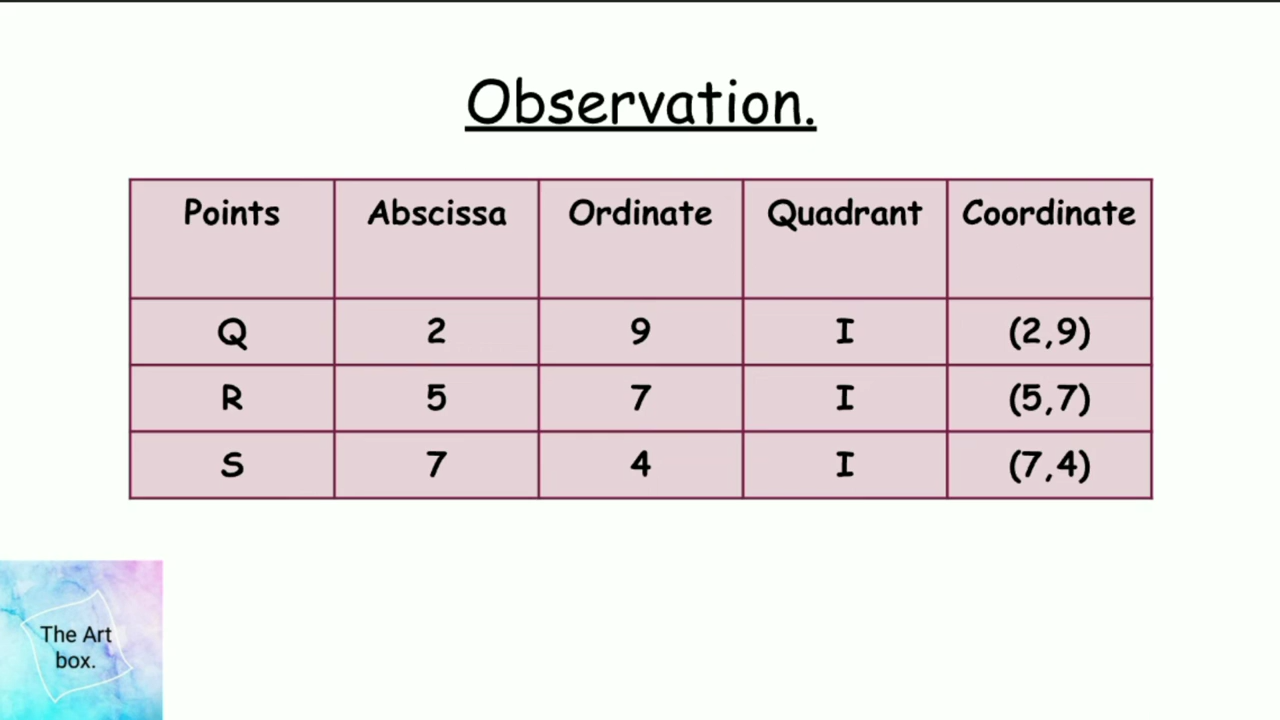 Observation.
Points Abscissa Ordinate Quadrant Coordinate
Q 2 9 I (2,9)
R 5 7 I (5,7)
S 7 4 I (7,4)
The Art
box.